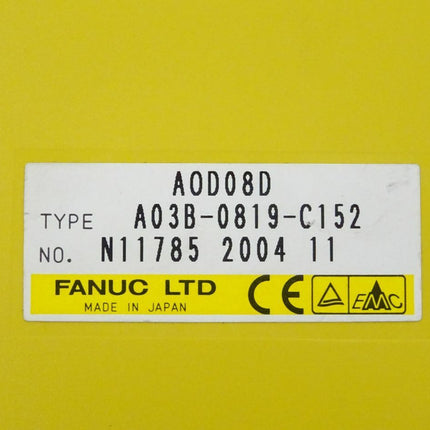 AOD08D
TYPE A03B-0819-C152
NO. N11785 2004 11
FANUC LTD CE EMC
MADE IN JAPAN